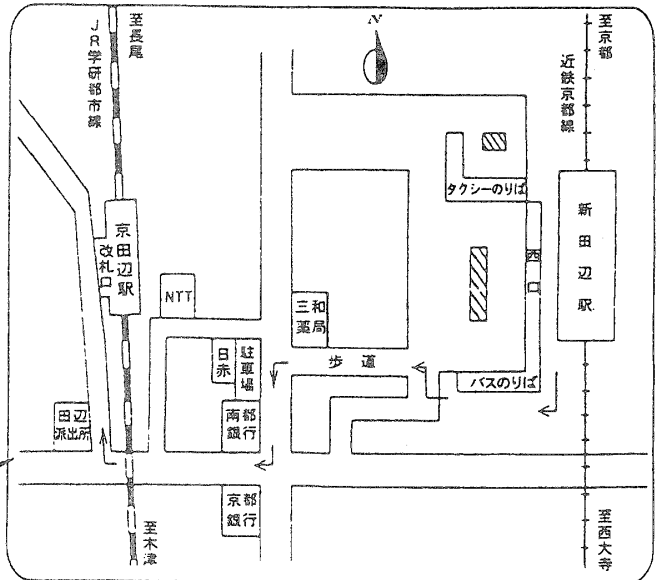 JR学研都市線
至長尾
N
至京都
近鉄京都線
タクシーのりば
新田辺駅
西口
京田辺駅
改札口
NTT
三和
薬局
日赤
駐車場
歩道
バスのりば
田辺
派出所
南都
銀行
京都
銀行
至木津
至西大寺